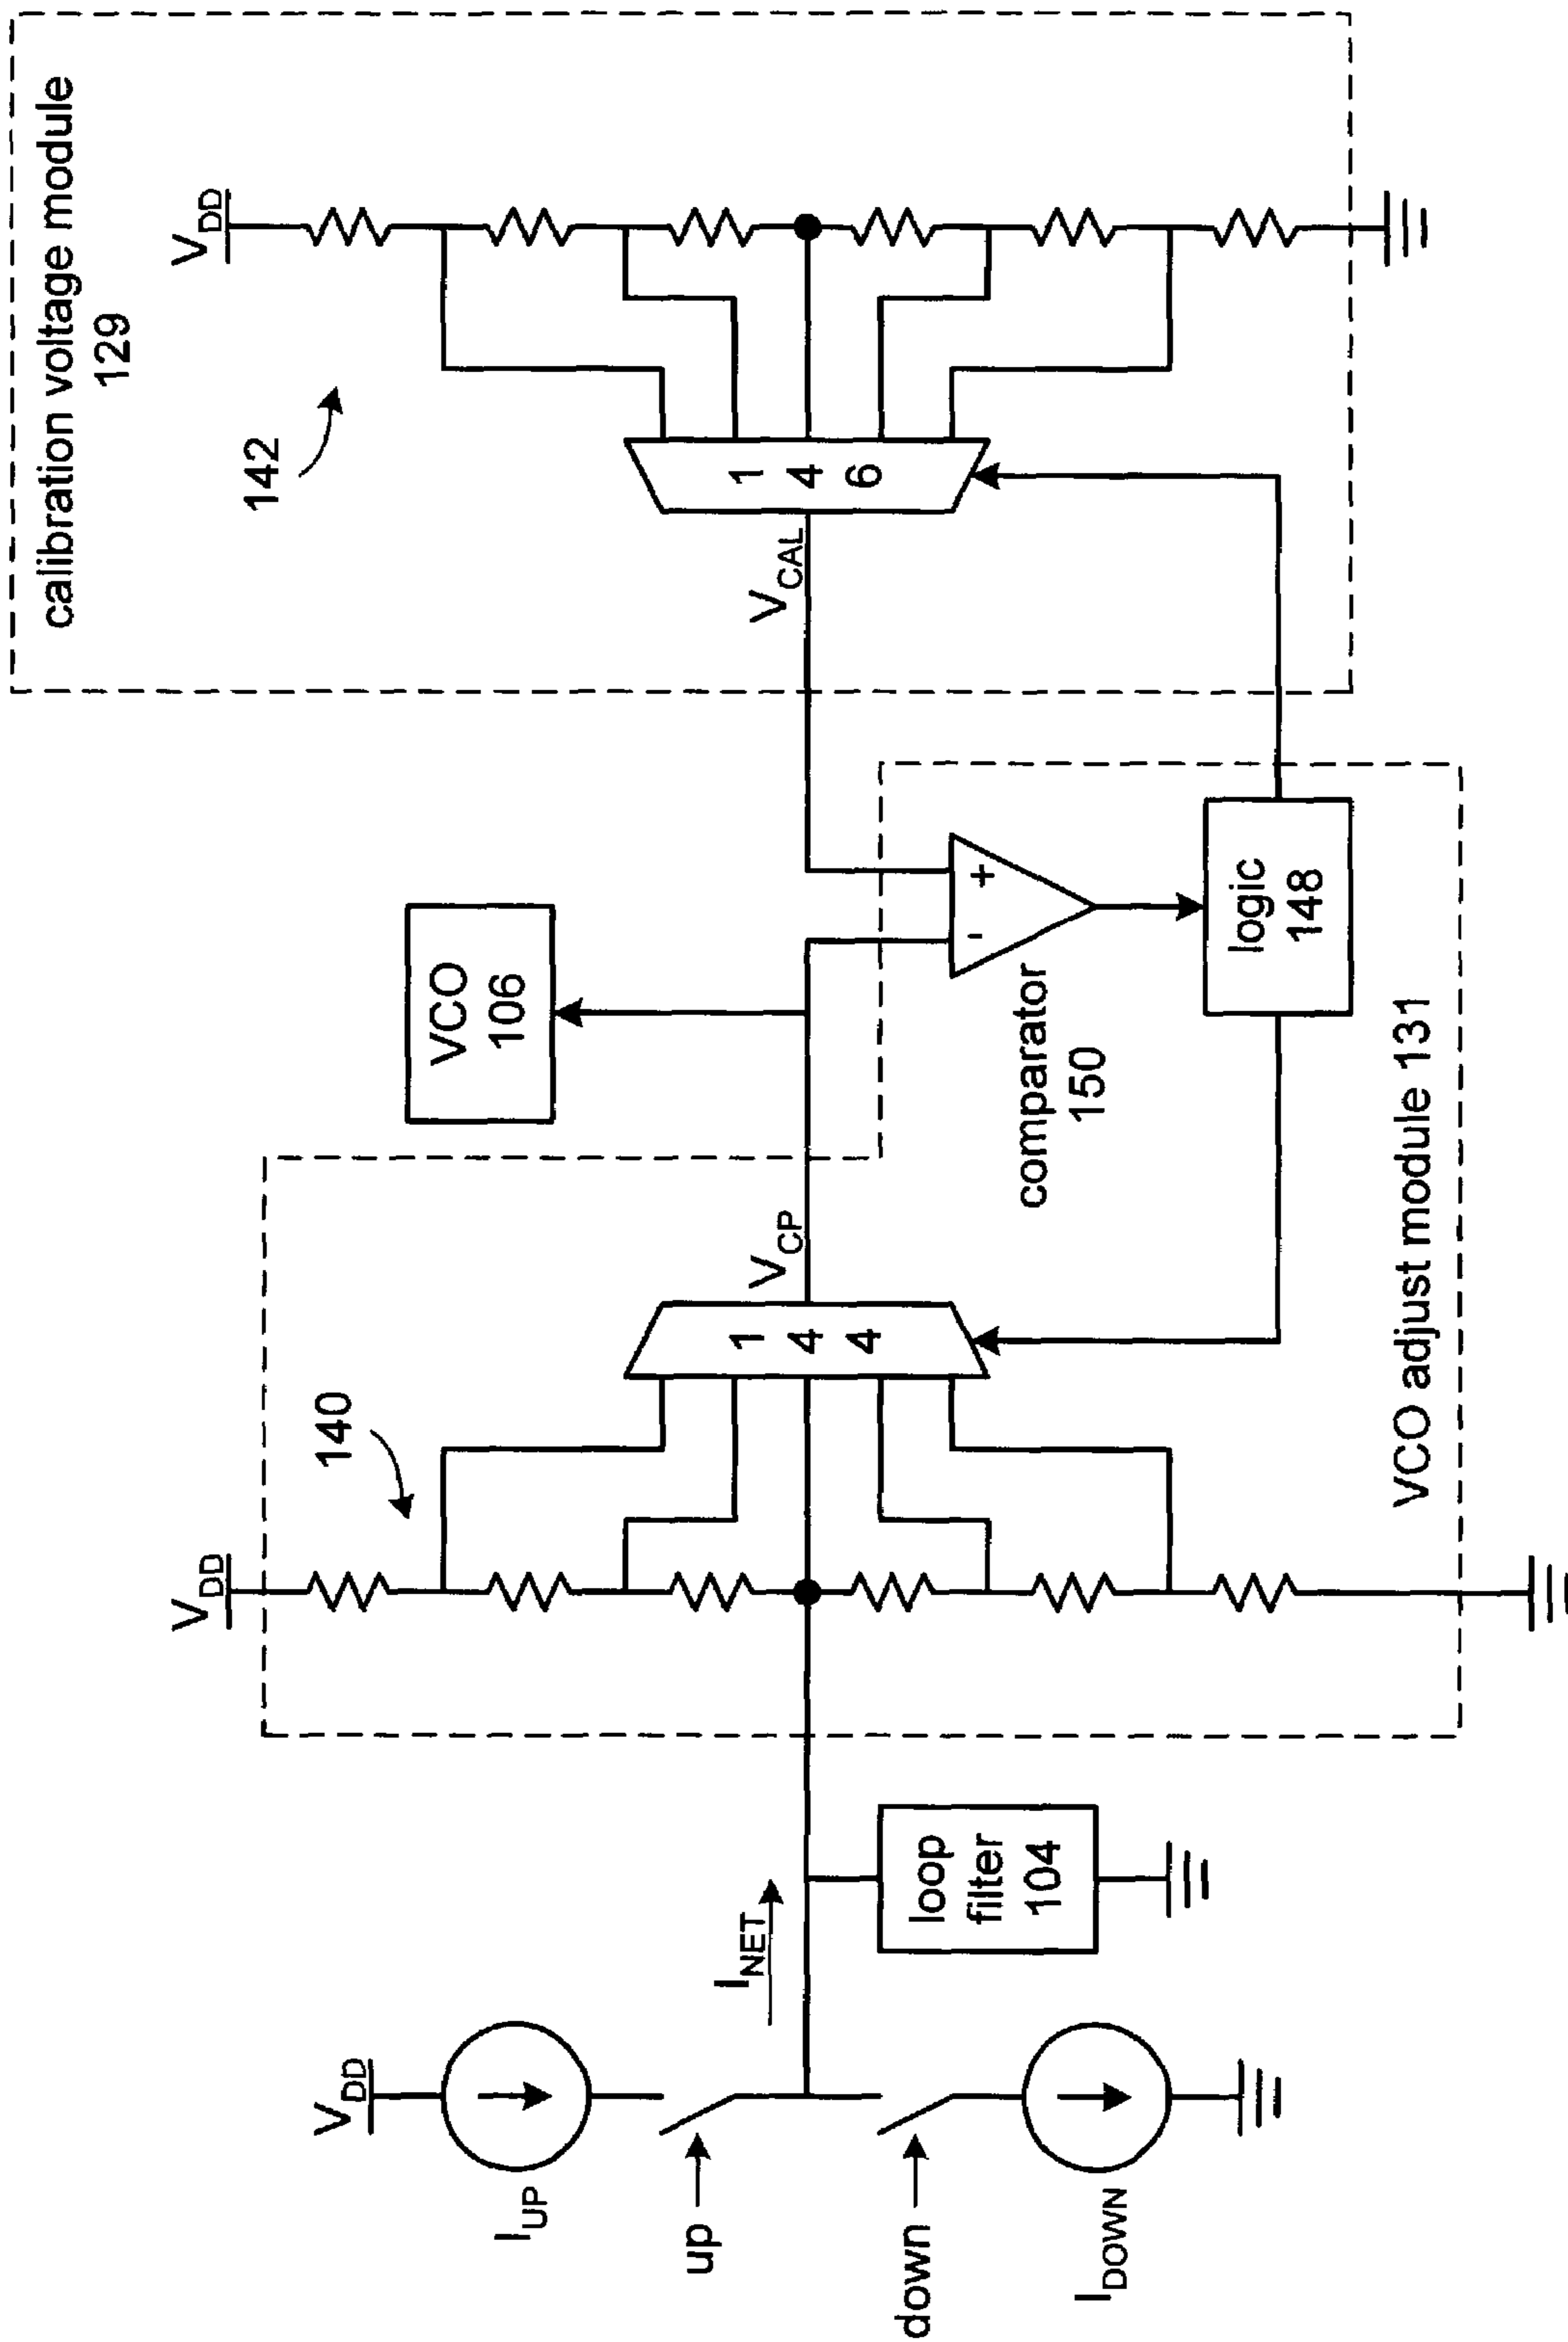 calibration voltage module
129
V_DD
142
1
4
6
V_CAL
VCO
106
+
-
comparator
150
logic
148
VCO adjust module 131
V_CP
1
4
4
140
V_DD
I_NET
loop
filter
104
V_DD
I_UP
up
down
I_DOWN